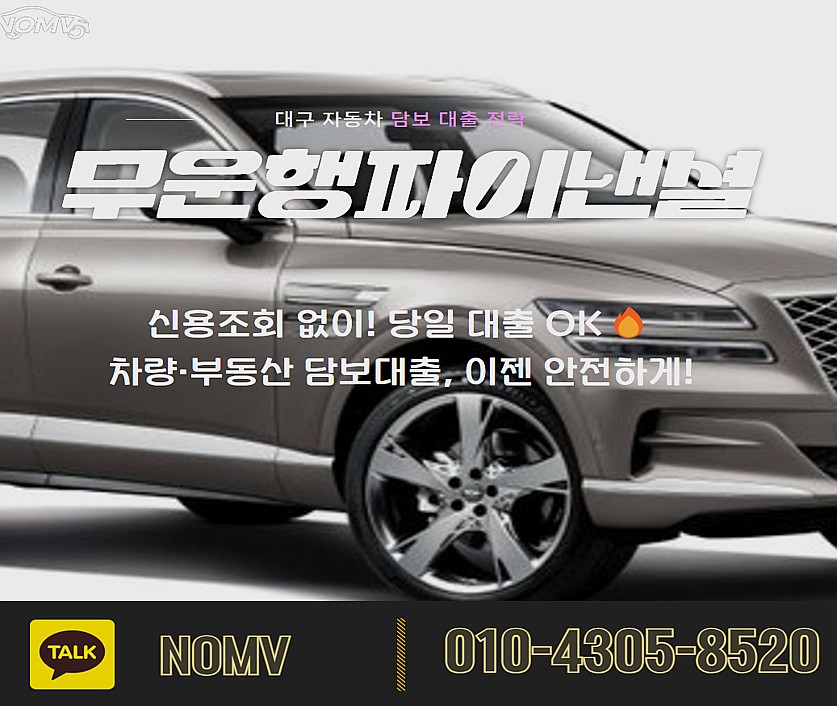 NOMV
대구 자동차 담보 대출 전략
무운행파이낸셜
신용조회 없이! 당일 대출 OK🔥
차량·부동산 담보대출, 이젠 안전하게!
TALK
NOMV
010-4305-8520